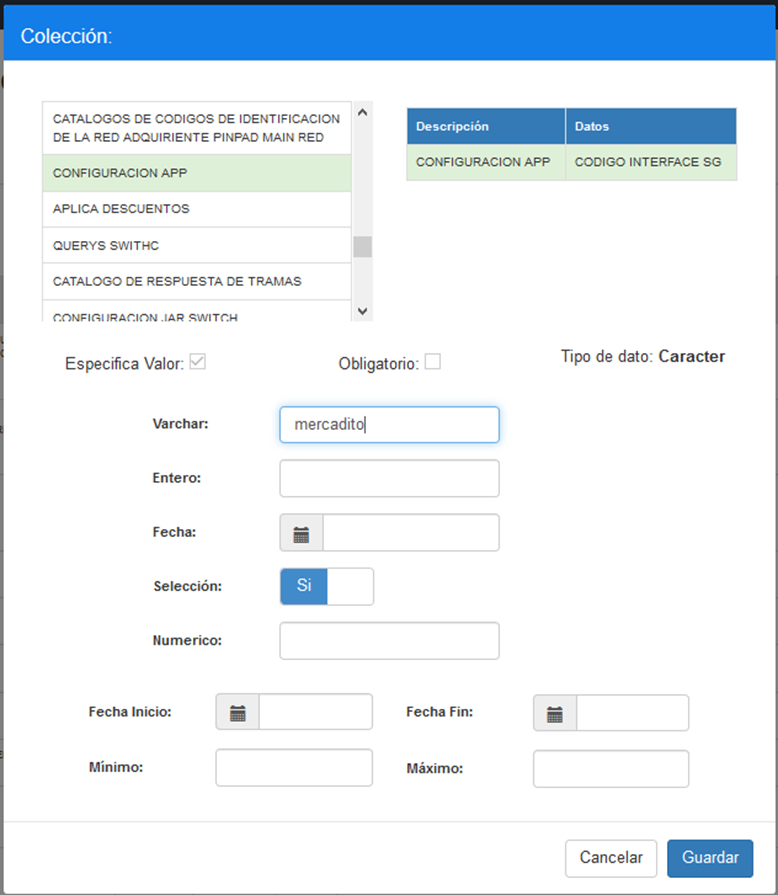 Colección:
CATALOGOS DE CODIGOS DE IDENTIFICACION
DE LA RED ADQUIRIENTE PINPAD MAIN RED
CONFIGURACION APP
APLICA DESCUENTOS
QUERYS SWITHC
CATALOGO DE RESPUESTA DE TRAMAS
CONFIGURACION JAR SWITCH
Descripción Datos
CONFIGURACION APP CODIGO INTERFACE SG
Especifica Valor: Obligatorio: Tipo de dato: Caracter
Varchar: mercadito
Entero:
Fecha:
Selección: Si
Numerico:
Fecha Inicio: Fecha Fin:
Mínimo: Máximo:
Cancelar Guardar